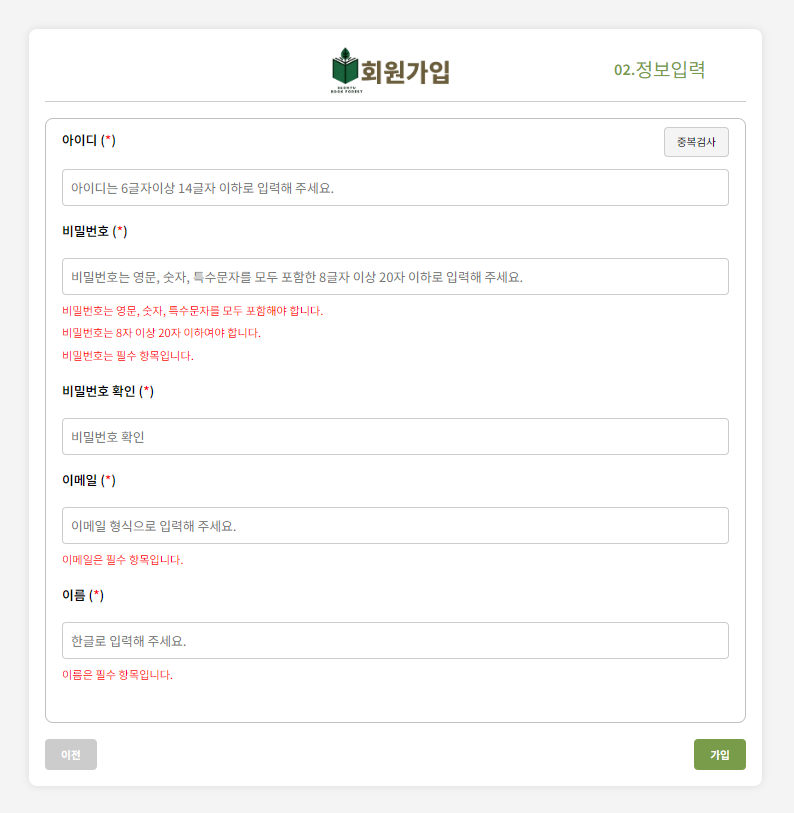 회원가입
BOOK FOREST
02.정보입력
아이디 (*)
중복검사
아이디는 6글자이상 14글자 이하로 입력해 주세요.
비밀번호 (*)
비밀번호는 영문, 숫자, 특수문자를 모두 포함한 8글자 이상 20자 이하로 입력해 주세요.
비밀번호는 영문, 숫자, 특수문자를 모두 포함해야 합니다.
비밀번호는 8자 이상 20자 이하여야 합니다.
비밀번호는 필수 항목입니다.
비밀번호 확인 (*)
비밀번호 확인
이메일 (*)
이메일 형식으로 입력해 주세요.
이메일은 필수 항목입니다.
이름 (*)
한글로 입력해 주세요.
이름은 필수 항목입니다.
이전
가입